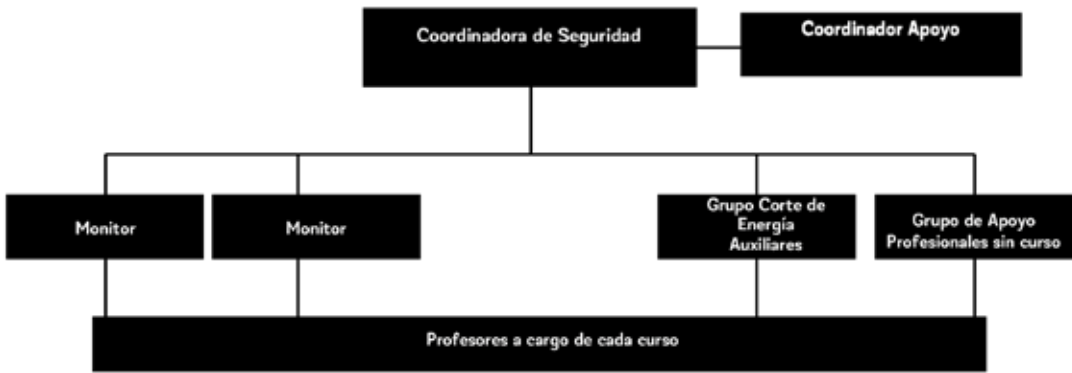 Coordinadora de Seguridad
Coordinador Apoyo
Monitor
Monitor
Grupo Corte de
Energía
Auxiliares
Grupo de Apoyo
Profesionales sin curso
Profesores a cargo de cada curso